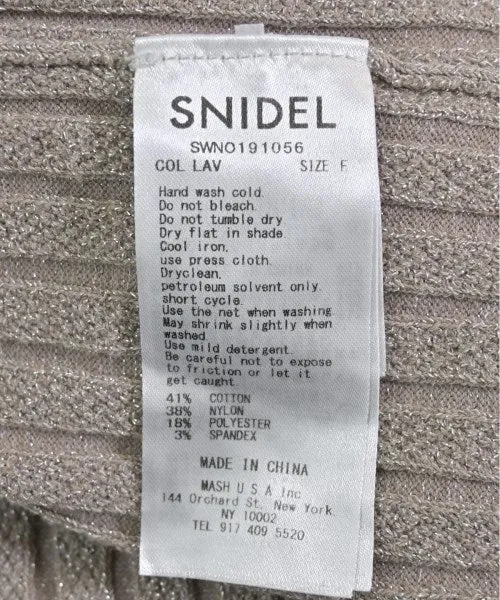 SNIDEL
SWNO191056
COL LAV SIZE F
Hand wash cold.
Do not bleach.
Do not tumble dry
Dry flat in shade.
Cool iron.
use press cloth.
Dryclean.
petroleum solvent only.
short cycle.
Use the net when washing.
May shrink slightly when
washed.
Use mild detergent.
Be careful not to expose
to friction or let it
get caught.
41% COTTON
38% NYLON
18% POLYESTER
3% SPANDEX
MADE IN CHINA
MASH U S A Inc
144 Orchard St. New York
NY 10002
TEL 917 409 5520